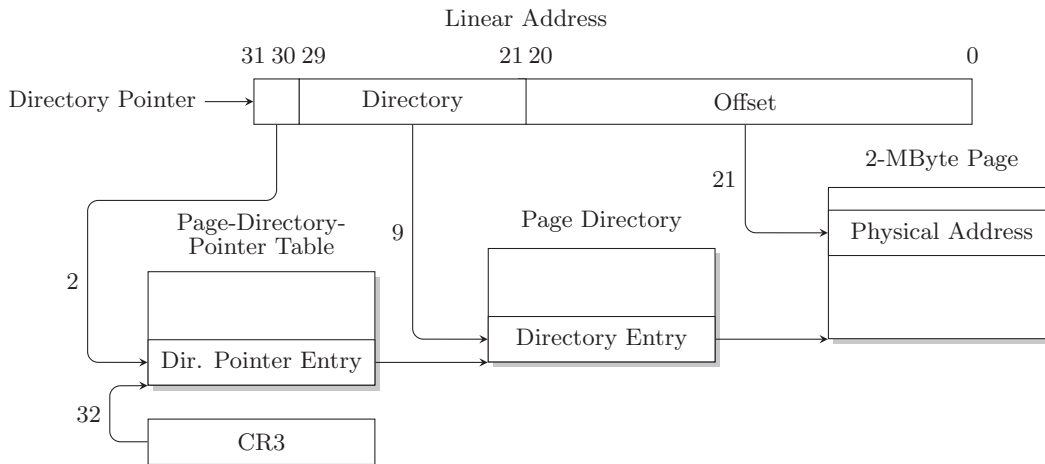 Linear Address
31 30 29 21 20 0
Directory Pointer Directory Offset
2-MByte Page
21
Page-Directory-
Pointer Table
Page Directory
9
Physical Address
2
Directory Entry
Dir. Pointer Entry
32
CR3